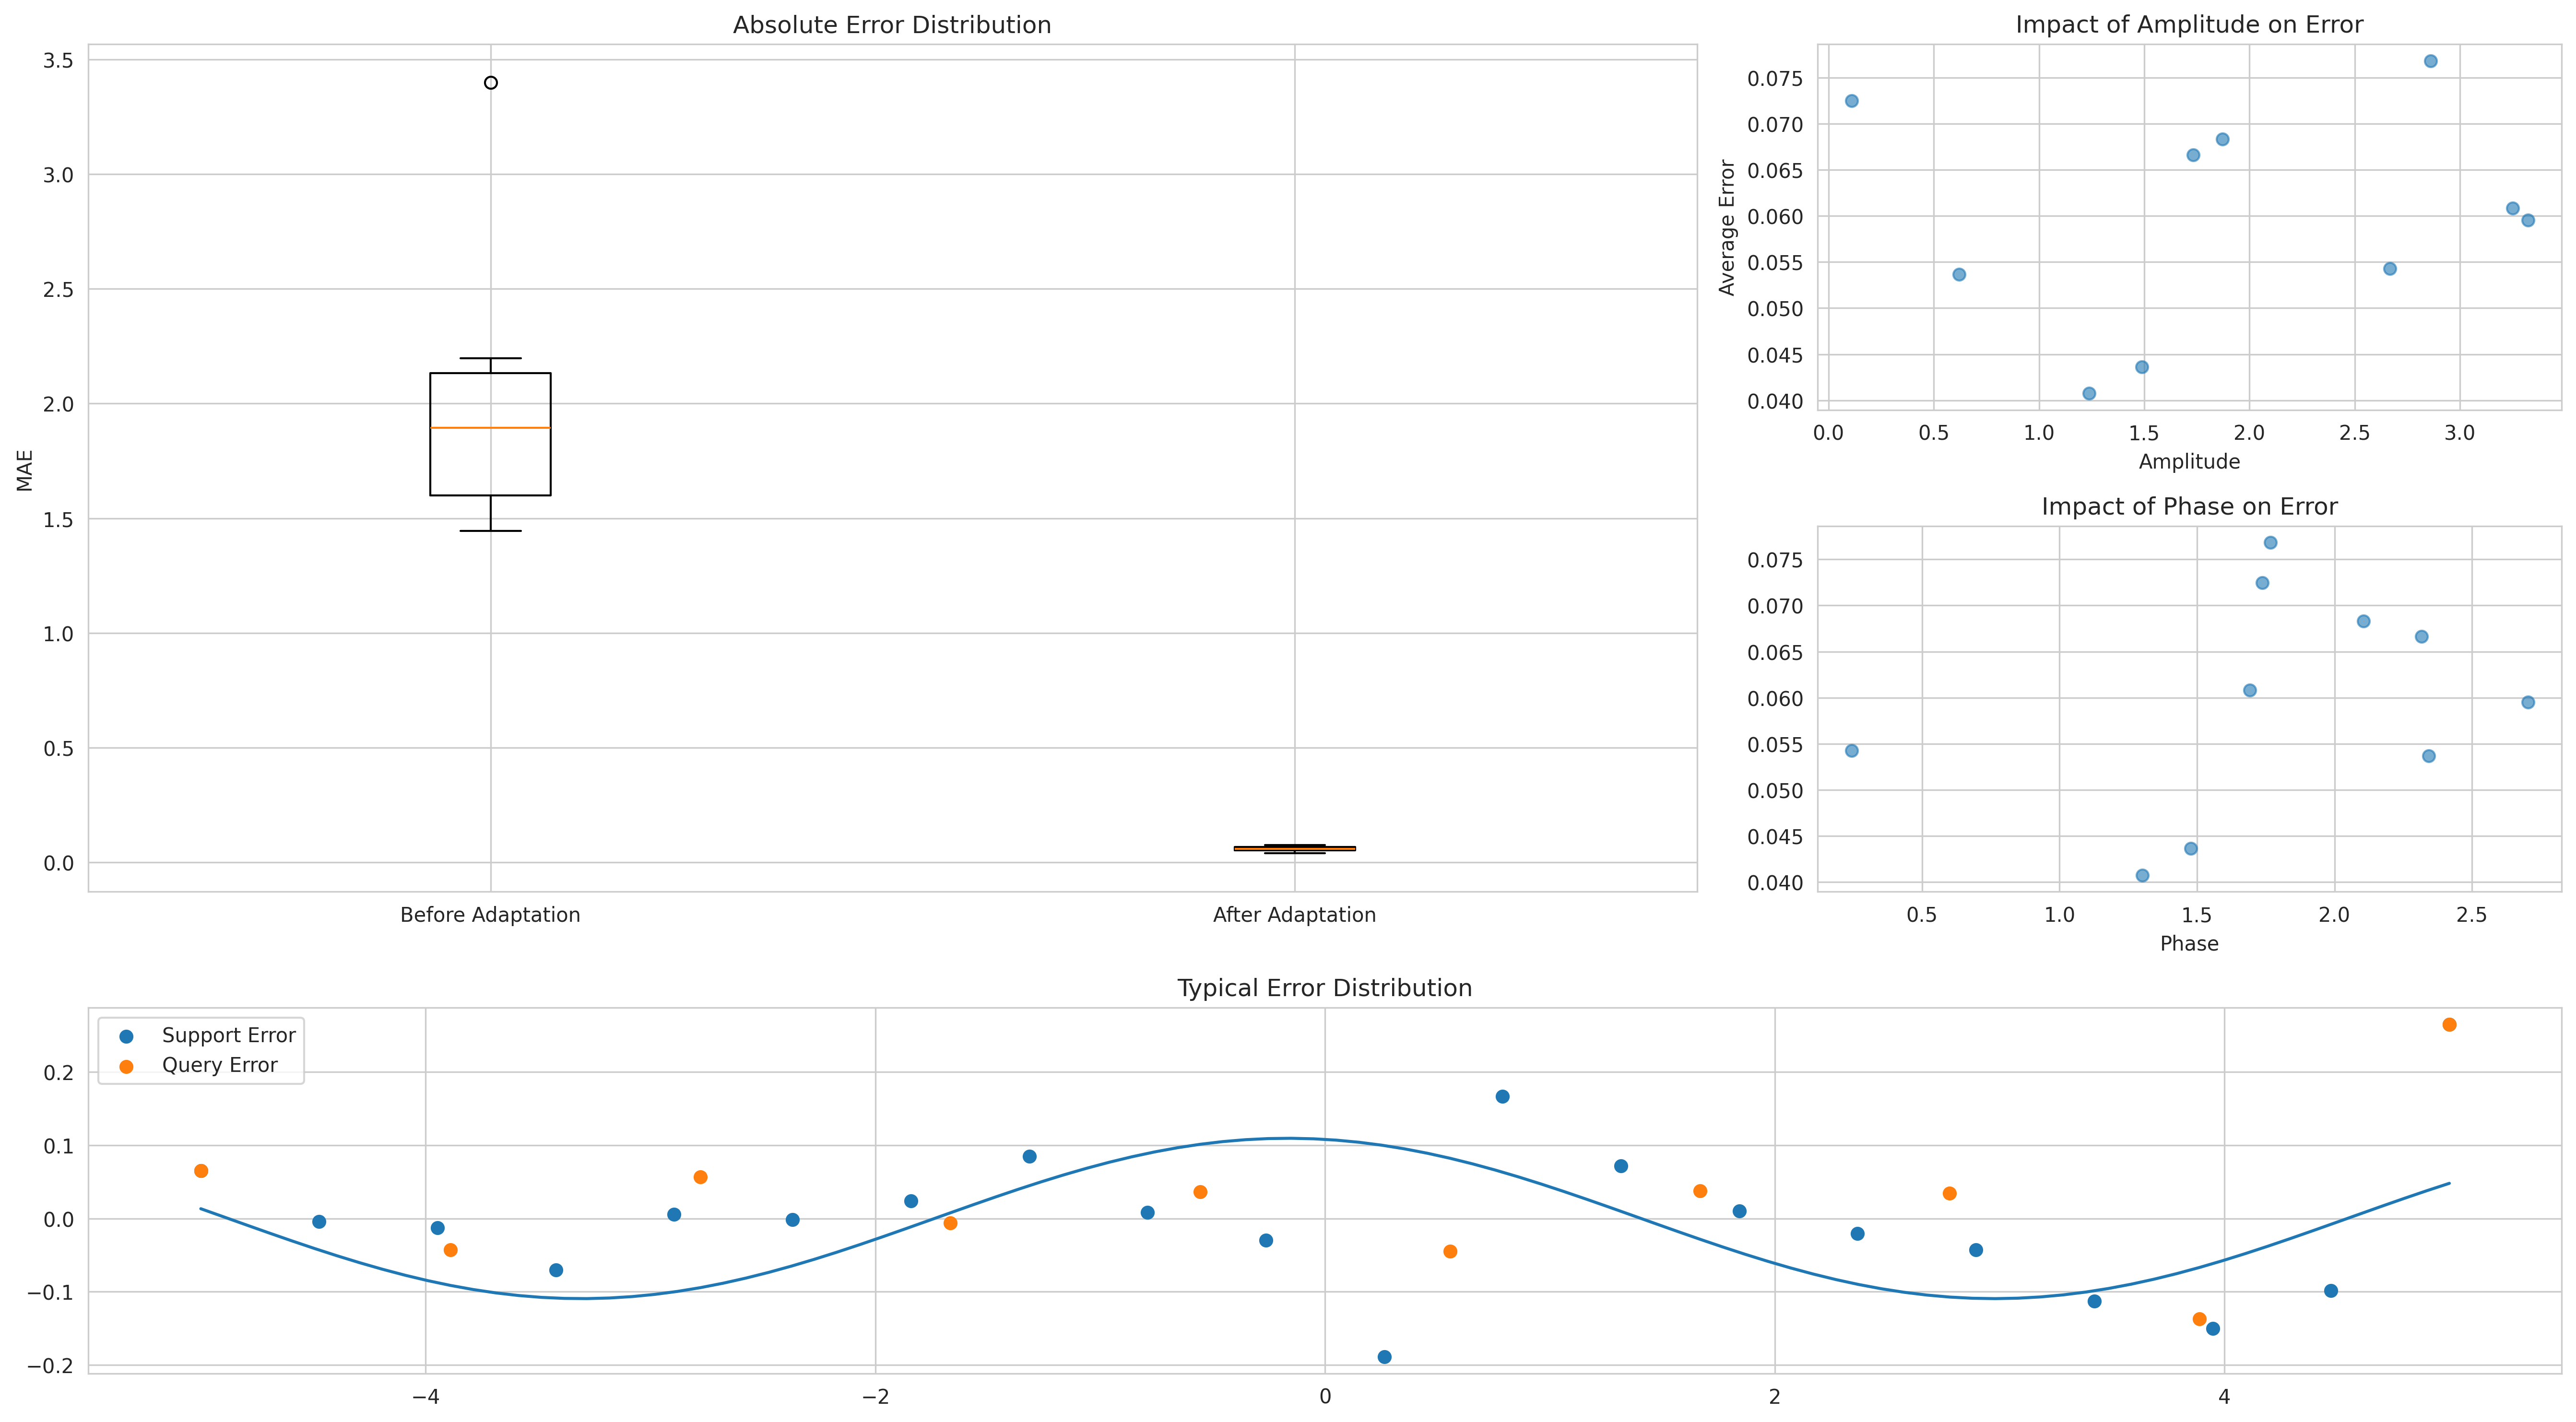 Absolute Error Distribution
3.5
3.0
2.5
2.0
1.5
1.0
0.5
0.0
MAE
Before Adaptation
After Adaptation
Impact of Amplitude on Error
0.075
0.070
0.065
0.060
0.055
0.050
0.045
0.040
Average Error
0.0 0.5 1.0 1.5 2.0 2.5 3.0
Amplitude
Impact of Phase on Error
0.075
0.070
0.065
0.060
0.055
0.050
0.045
0.040
0.5 1.0 1.5 2.0 2.5
Phase
Typical Error Distribution
Support Error
Query Error
0.2
0.1
0.0
−0.1
−0.2
−4 −2 0 2 4